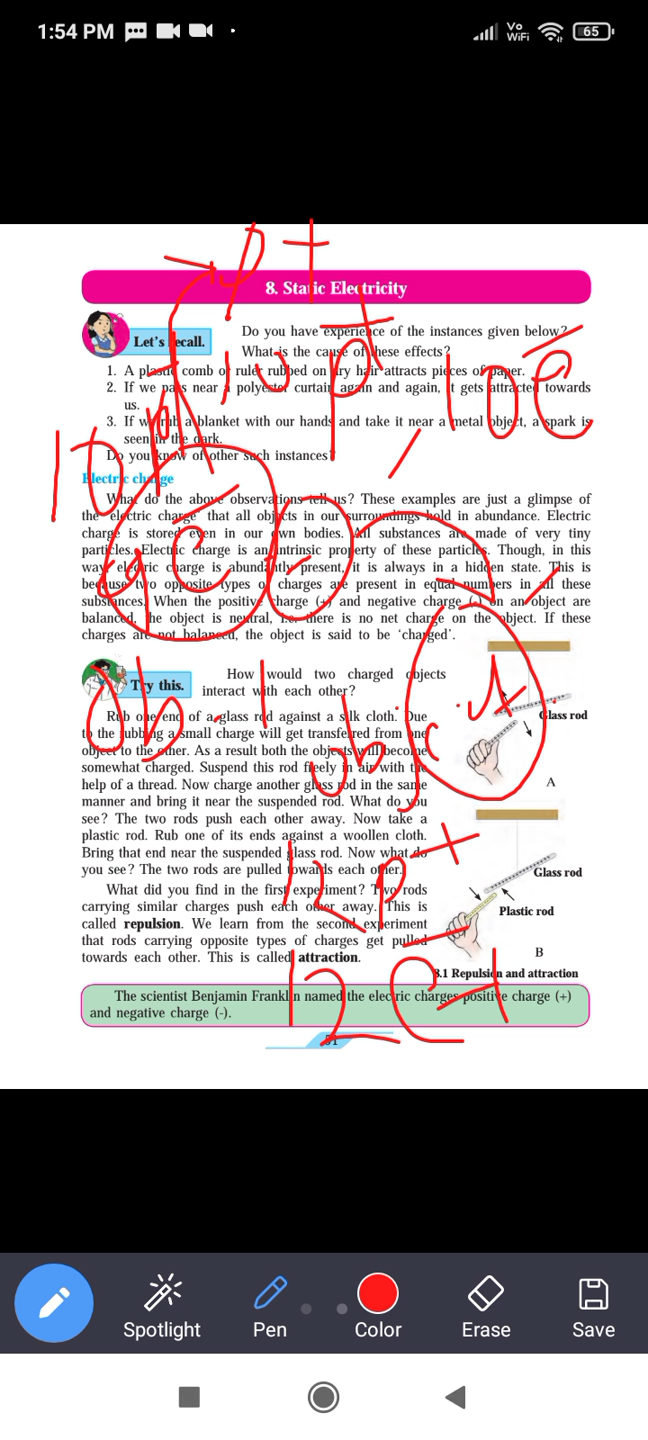 1:54 PM
Vo
WiFi
65
8. Static Electricity
Let's recall.
Do you have experience of the instances given below?
What is the cause of these effects?
1. A plastic comb or ruler rubbed on dry hair attracts pieces of paper.
2. If we pass near a polyester curtain again and again, it gets attracted towards
us.
3. If we rub a blanket with our hands and take it near a metal object, a spark is
seen in the dark.
Do you know of other such instances?
Electric charge
What do the above observations tell us? These examples are just a glimpse of
the 'electric charge' that all objects in our surroundings hold in abundance. Electric
charge is stored even in our own bodies. All substances are made of very tiny
particles. Electric charge is an intrinsic property of these particles. Though, in this
way electric charge is abundantly present, it is always in a hidden state. This is
because two opposite types of charges are present in equal numbers in all these
substances. When the positive charge (+) and negative charge (-) on an object are
balanced, the object is neutral, i.e. there is no net charge on the object. If these
charges are not balanced, the object is said to be 'charged'.
Try this.
How would two charged objects
interact with each other?
Rub one end of a glass rod against a silk cloth. Due
to the rubbing a small charge will get transferred from one
object to the other. As a result both the objects will become
somewhat charged. Suspend this rod freely in air with the
help of a thread. Now charge another glass rod in the same
manner and bring it near the suspended rod. What do you
see? The two rods push each other away. Now take a
plastic rod. Rub one of its ends against a woollen cloth.
Bring that end near the suspended glass rod. Now what do
you see? The two rods are pulled towards each other.
What did you find in the first experiment? Two rods
carrying similar charges push each other away. This is
called repulsion. We learn from the second experiment
that rods carrying opposite types of charges get pulled
towards each other. This is called attraction.
Glass rod
A
Glass rod
Plastic rod
B
8.1 Repulsion and attraction
The scientist Benjamin Franklin named the electric charges positive charge (+)
and negative charge (-).
51
p+
10 p+, 10 e-
12 p+
Spotlight
Pen
Color
Erase
Save